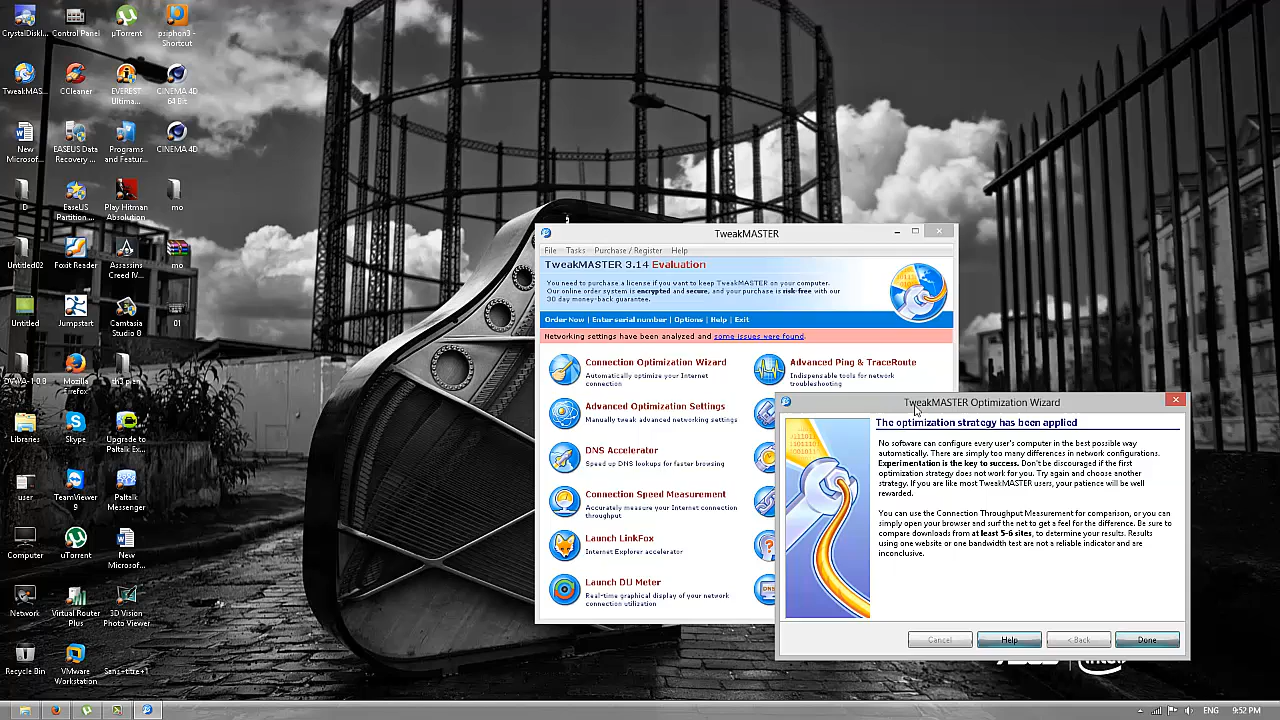 CrystalDiskI...
Control Panel
µTorrent
psiphon3 -
Shortcut
TweakMAS...
CCleaner
EVEREST
Ultima...
CINEMA 4D
64 Bit
New
Microsof...
EASEUS Data
Recovery ...
Programs
and Featur...
CINEMA 4D
D
EaseUS
Partition ...
Play Hitman
Absolution
mo
Untitled02
Foxit Reader
Assassins
Creed IV...
mo
Untitled
Jumpstart
Camtasia
Studio 8
01
DVWA-1.0.8
Mozilla
Firefox
th3 pien
Libraries
Skype
Upgrade to
Paltalk Ex...
user
TeamViewer
9
Paltalk
Messenger
Computer
uTorrent
New
Microsof...
Network
Virtual Router
Plus
3D Vision
Photo Viewer
Recycle Bin
VMware
Workstation
TweakMASTER
File Tasks Purchase / Register Help
TweakMASTER 3.14 Evaluation
You need to purchase a license if you want to keep TweakMASTER on your computer.
Our online order system is encrypted and secure, and your purchase is risk-free with our
30 day money-back guarantee.
Order Now | Enter serial number | Options | Help | Exit
Networking settings have been analyzed and some issues were found.
Connection Optimization Wizard
Automatically optimize your Internet
connection
Advanced Ping & TraceRoute
Indispensable tools for network
troubleshooting
Advanced Optimization Settings
Manually tweak advanced networking settings
DNS Accelerator
Speed up DNS lookups for faster browsing
Connection Speed Measurement
Accurately measure your Internet connection
throughput
Launch LinkFox
Internet Explorer accelerator
Launch DU Meter
Real-time graphical display of your network
connection utilization
TweakMASTER Optimization Wizard
The optimization strategy has been applied
No software can configure every user's computer in the best possible way
automatically. There are simply too many differences in network configurations.
Experimentation is the key to success. Don't be discouraged if the first
optimization strategy does not work for you. Try again and choose another
strategy. If you are like most TweakMASTER users, your patience will be well
rewarded.
You can use the Connection Throughput Measurement for comparison, or you can
simply open your browser and surf the net to get a feel for the difference. Be sure to
compare downloads from at least 5-6 sites, to determine your results. Results
using one website or one bandwidth test are not a reliable indicator and are
inconclusive.
Cancel
Help
< Back
Done
ENG
9:52 PM